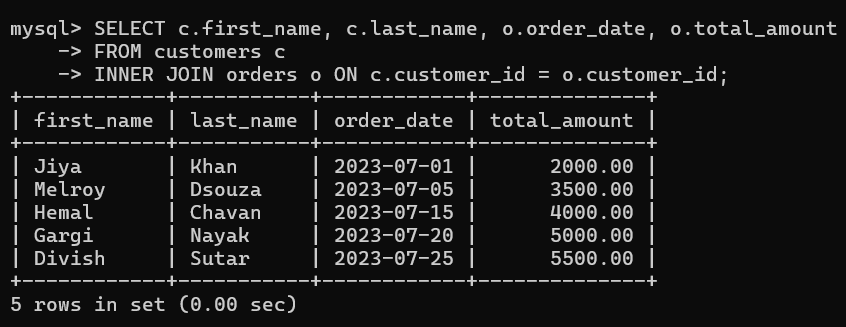 mysql> SELECT c.first_name, c.last_name, o.order_date, o.total_amount
    -> FROM customers c
    -> INNER JOIN orders o ON c.customer_id = o.customer_id;
+------------+-----------+------------+--------------+
| first_name | last_name | order_date | total_amount |
+------------+-----------+------------+--------------+
| Jiya       | Khan      | 2023-07-01 |      2000.00 |
| Melroy     | Dsouza    | 2023-07-05 |      3500.00 |
| Hemal      | Chavan    | 2023-07-15 |      4000.00 |
| Gargi      | Nayak     | 2023-07-20 |      5000.00 |
| Divish     | Sutar     | 2023-07-25 |      5500.00 |
+------------+-----------+------------+--------------+
5 rows in set (0.00 sec)